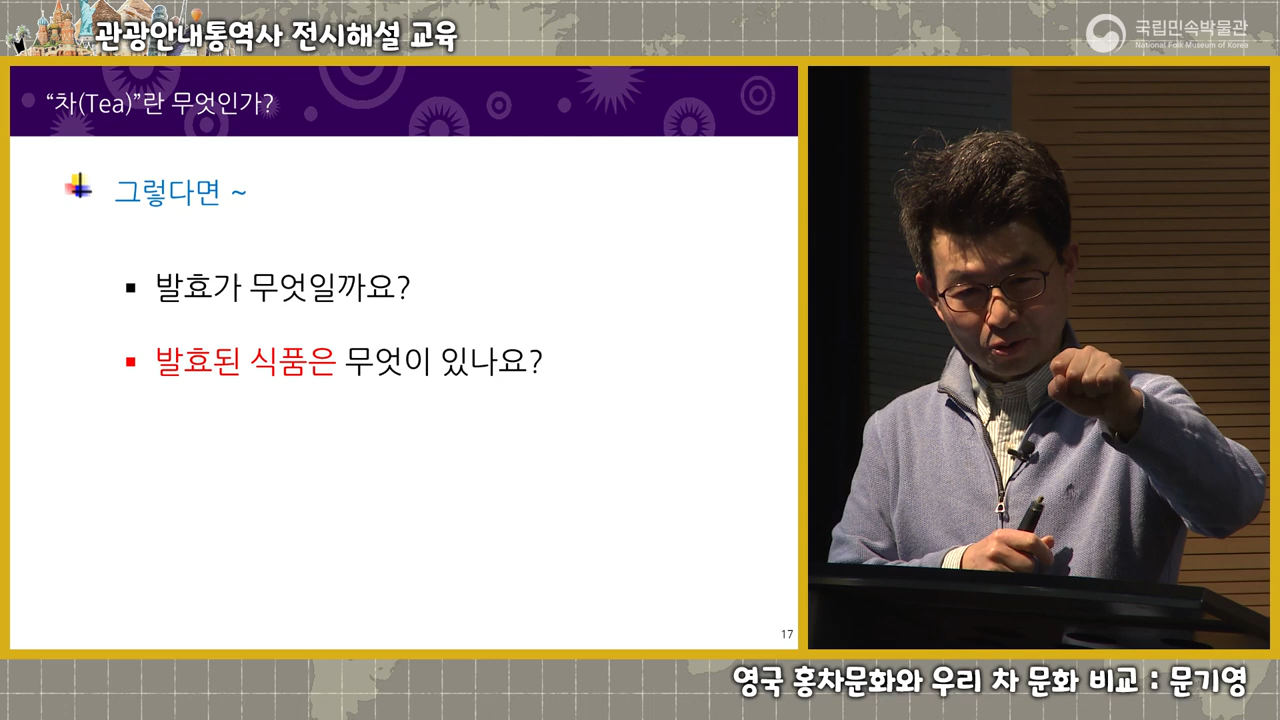 관광안내통역사 전시해설 교육
국립민속박물관
National Folk Museum of Korea
“차(Tea)”란 무엇인가?
그렇다면 ~
▪ 발효가 무엇일까요?
▪ 발효된 식품은 무엇이 있나요?
17
영국 홍차문화와 우리 차 문화 비교 : 문기영